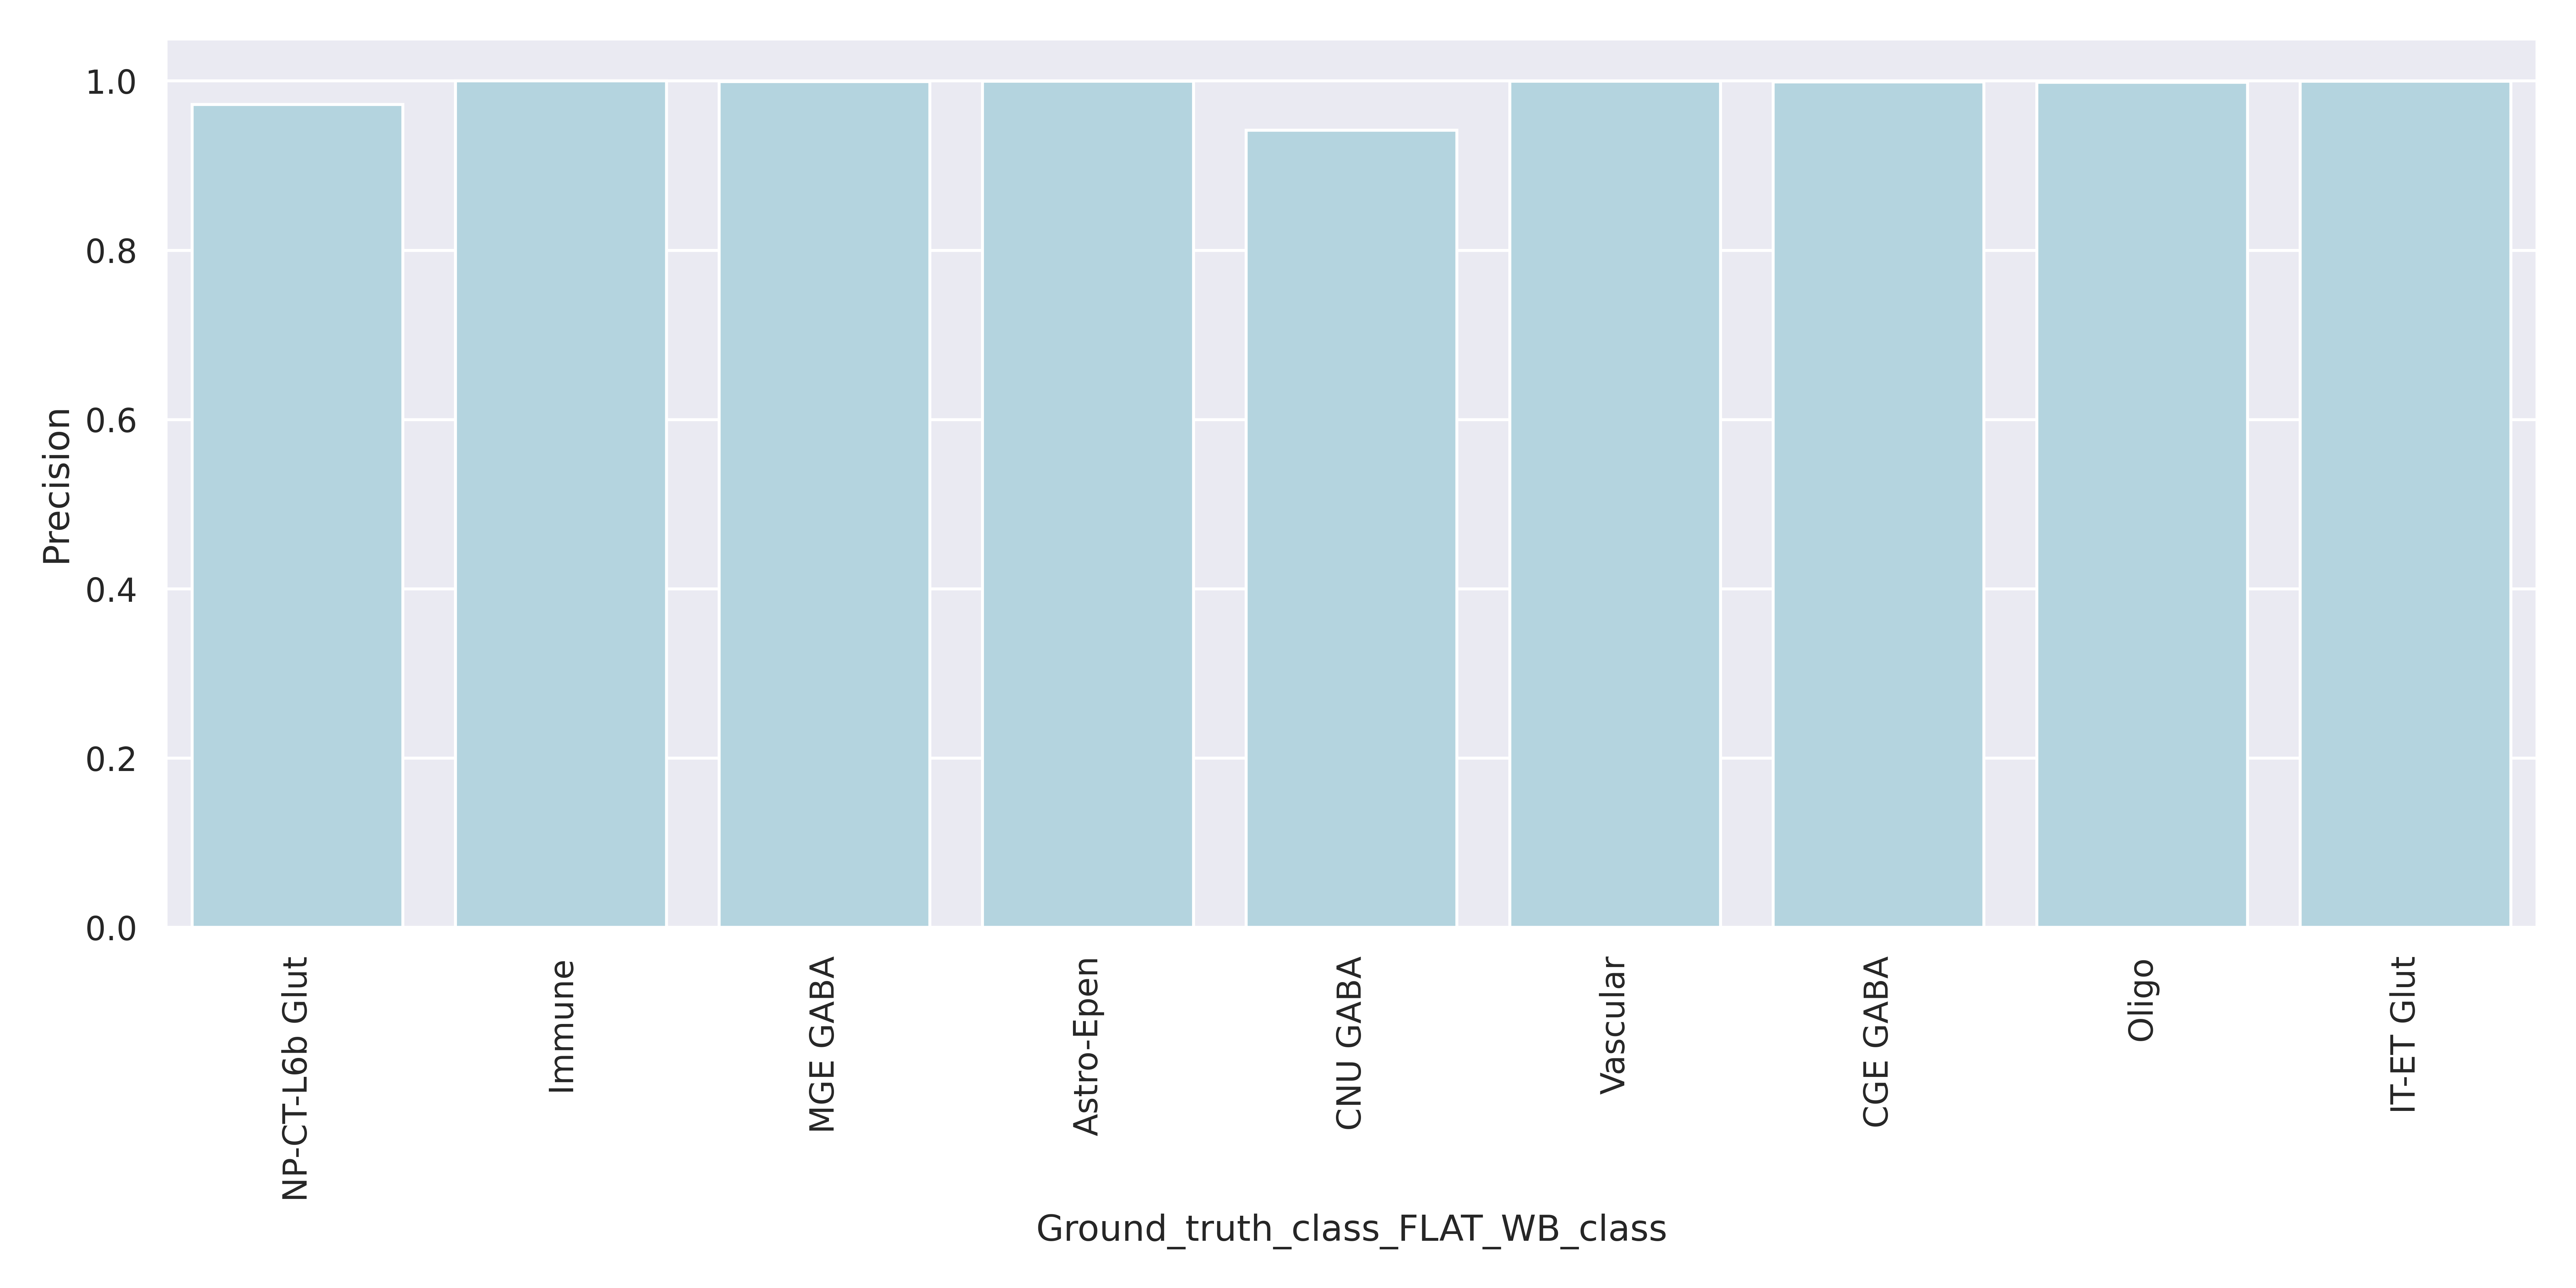 1.0
0.8
0.6
0.4
0.2
0.0
Precision
NP-CT-L6b Glut
Immune
MGE GABA
Astro-Epen
CNU GABA
Vascular
CGE GABA
Oligo
IT-ET Glut
Ground_truth_class_FLAT_WB_class